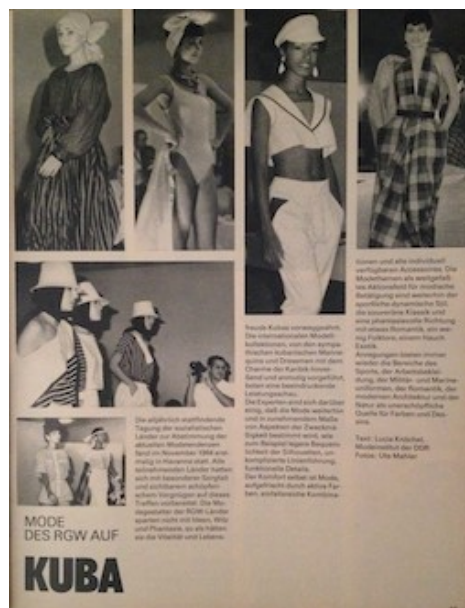 Die alljährlich stattfindende
Tagung der sozialistischen
Länder zur Abstimmung der
aktuellen Modetendenzen
fand im November 1984 erst-
malig in Havanna statt. Alle
teilnehmenden Länder hatten
sich mit besonderer Sorgfalt
und sichtbarem schöpferi-
schem Vergnügen auf dieses
Treffen vorbereitet. Die Mo-
degestalter der RGW-Länder
sparten nicht mit Ideen, Witz
und Phantasie, so als hätten
sie die Vitalität und Lebens-
MODE
DES RGW AUF
KUBA
freude Kubas vorweggeahnt.
Die internationalen Modell-
kollektionen, von den sympa-
thischen kubanischen Manne-
quins und Dressmen mit dem
Charme der Karibik hinrei-
ßend und anmutig vorgeführt,
boten eine beeindruckende
Leistungsschau.
Die Experten sind sich darüber
einig, daß die Mode weiterhin
und in zunehmendem Maße
von Aspekten der Zweckmä-
ßigkeit bestimmt wird, wie
zum Beispiel legere Bequem-
lichkeit der Silhouetten, un-
komplizierte Linienführung,
funktionelle Details.
Der Komfort selbst ist Mode,
aufgefrischt durch aktive Far-
ben, einfallsreiche Kombina-
tionen und alle individuell
verfügbaren Accessoires. Die
Modethemen als weitgefaß-
tes Aktionsfeld für modische
Betätigung sind weiterhin der
sportliche dynamische Stil,
die souveräne Klassik und
eine phantasievolle Richtung
mit etwas Romantik, ein we-
nig Folklore, einem Hauch
Exotik.
Anregungen bieten immer
wieder die Bereiche des
Sports, der Arbeitsbeklei-
dung, der Militär- und Marine-
uniformen, der Romantik, der
modernen Architektur und der
Natur als unerschöpfliche
Quelle für Farben und Des-
sins.
Text: Lucia
Modeinstitut der DDR
Fotos: Ute Mahler